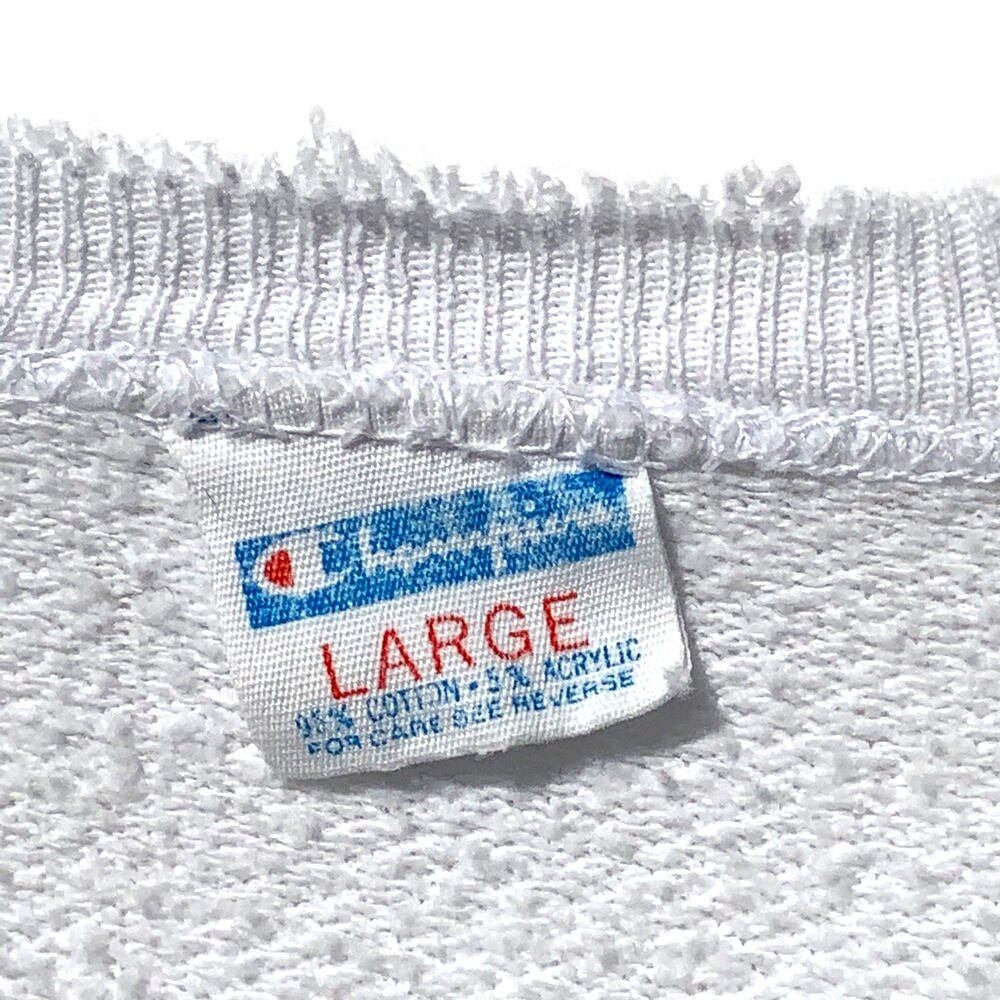 LARGE
95% COTTON • 5% ACRYLIC
FOR CARE SEE REVERSE